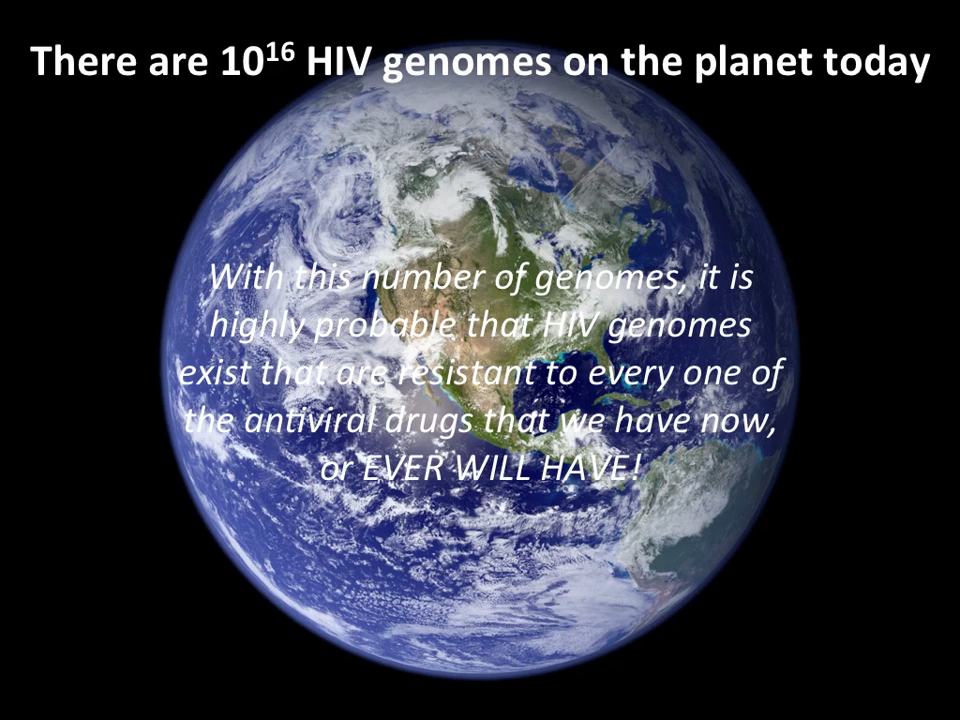 There are 10¹⁶ HIV genomes on the planet today
With this number of genomes, it is
highly probable that HIV genomes
exist that are resistant to every one of
the antiviral drugs that we have now,
or EVER WILL HAVE!